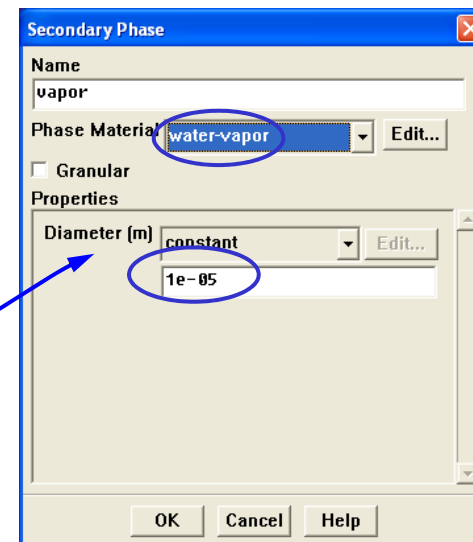 Secondary Phase
Name
vapor
Phase Material water-vapor Edit...
Granular
Properties
Diameter (m) constant Edit...
1e-05
OK Cancel Help